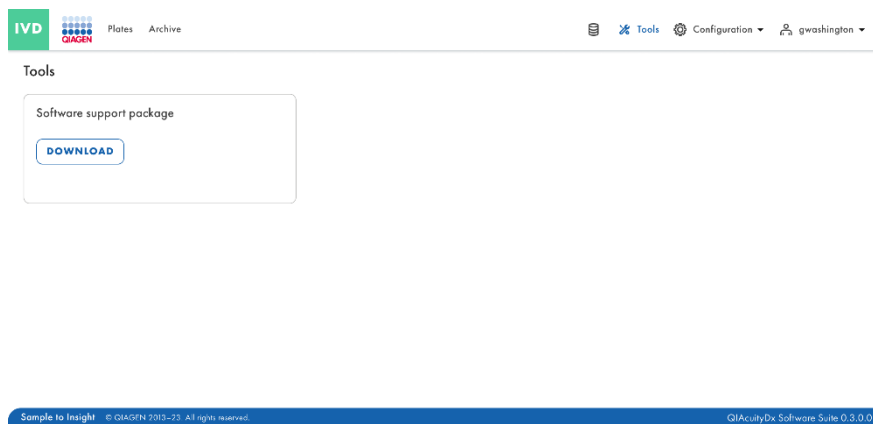 IVD QIAGEN Plates Archive Tools Configuration gwashington
Tools
Software support package
DOWNLOAD
Sample to Insight © QIAGEN 2013–23. All rights reserved. QIAcuityDx Software Suite 0.3.0.0